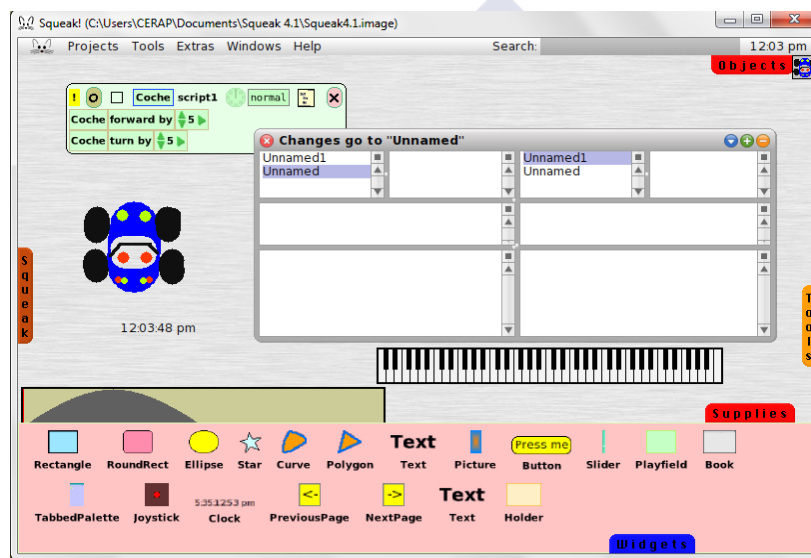 Squeak! (C:\Users\CERAP\Documents\Squeak 4.1\Squeak4.1.image)
Projects Tools Extras Windows Help Search: 12:03 pm
Objects
! Coche script1 normal
Coche forward by 5
Coche turn by 5
Changes go to "Unnamed"
Unnamed1
Unnamed
Unnamed1
Unnamed
Squeak
Tools
12:03:48 pm
Supplies
Text
Press me
Rectangle RoundRect Ellipse Star Curve Polygon Text Picture Button Slider Playfield Book
5:35:12 53 pm <- -> Text
TabbedPalette Joystick Clock PreviousPage NextPage Text Holder
Widgets